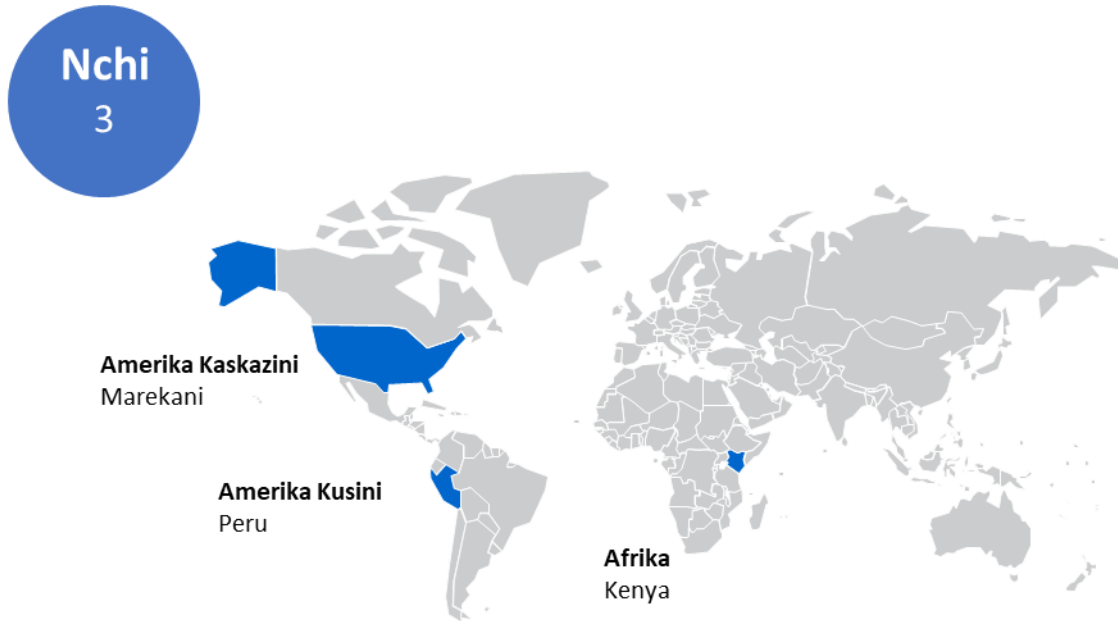 Nchi
3
Amerika Kaskazini
Marekani
Amerika Kusini
Peru
Afrika
Kenya